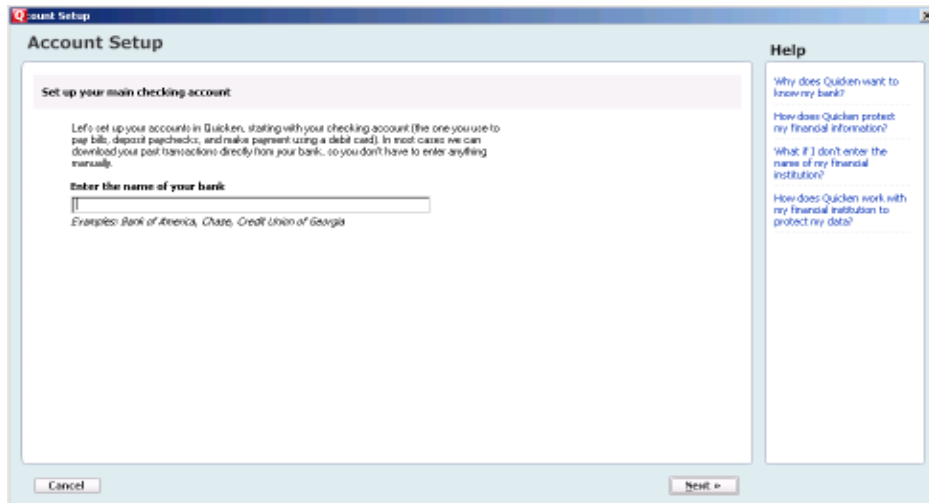 Account Setup
Account Setup
Help
Set up your main checking account
Let's set up your accounts in Quicken, starting with your checking account (the one you use to
pay bills, deposit paychecks, and make payment using a debit card). In most cases we can
download your past transactions directly from your bank, so you don't have to enter anything
manually.
Enter the name of your bank
Examples: Bank of America, Chase, Credit Union of Georgia
Why does Quicken want to
know my bank?
How does Quicken protect
my financial information?
What if I don't enter the
name of my financial
institution?
How does Quicken work with
my financial institution to
protect my data?
Cancel
Next »